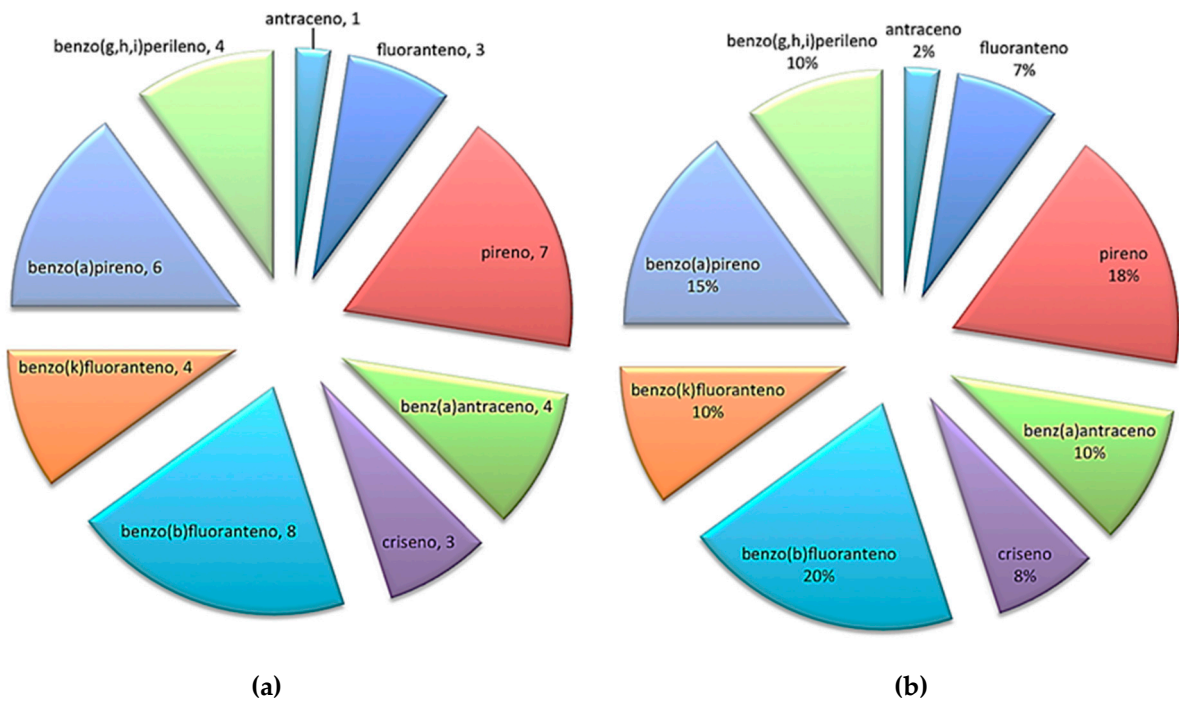 antraceno, 1
fluoranteno, 3
pireno, 7
benz(a)antraceno, 4
criseno, 3
benzo(b)fluoranteno, 8
benzo(k)fluoranteno, 4
benzo(a)pireno, 6
benzo(g,h,i)perileno, 4
(a)
antraceno
2%
fluoranteno
7%
pireno
18%
benz(a)antraceno
10%
criseno
8%
benzo(b)fluoranteno
20%
benzo(k)fluoranteno
10%
benzo(a)pireno
15%
benzo(g,h,i)perileno
10%
(b)